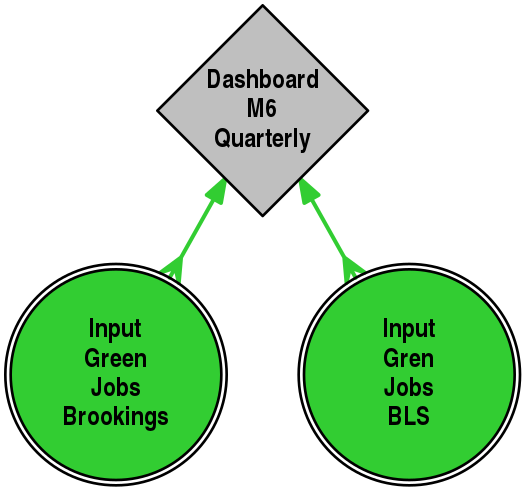 Dashboard
M6
Quarterly
Input
Green
Jobs
Brookings
Input
Gren
Jobs
BLS